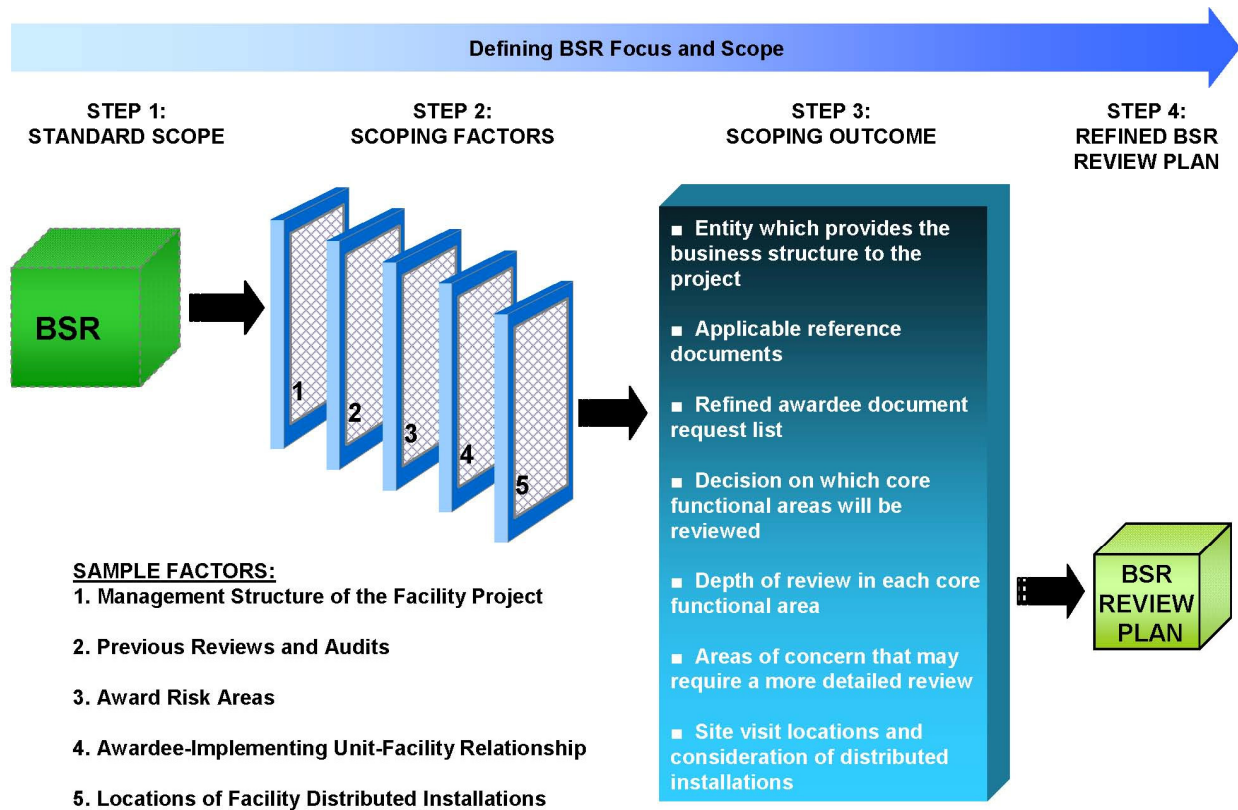 Defining BSR Focus and Scope
STEP 1:
STANDARD SCOPE
STEP 2:
SCOPING FACTORS
STEP 3:
SCOPING OUTCOME
STEP 4:
REFINED BSR
REVIEW PLAN
BSR
1
2
3
4
5
SAMPLE FACTORS:
1. Management Structure of the Facility Project
2. Previous Reviews and Audits
3. Award Risk Areas
4. Awardee-Implementing Unit-Facility Relationship
5. Locations of Facility Distributed Installations
■ Entity which provides the
business structure to the
project
■ Applicable reference
documents
■ Refined awardee document
request list
■ Decision on which core
functional areas will be
reviewed
■ Depth of review in each core
functional area
■ Areas of concern that may
require a more detailed review
■ Site visit locations and
consideration of distributed
installations
BSR
REVIEW
PLAN